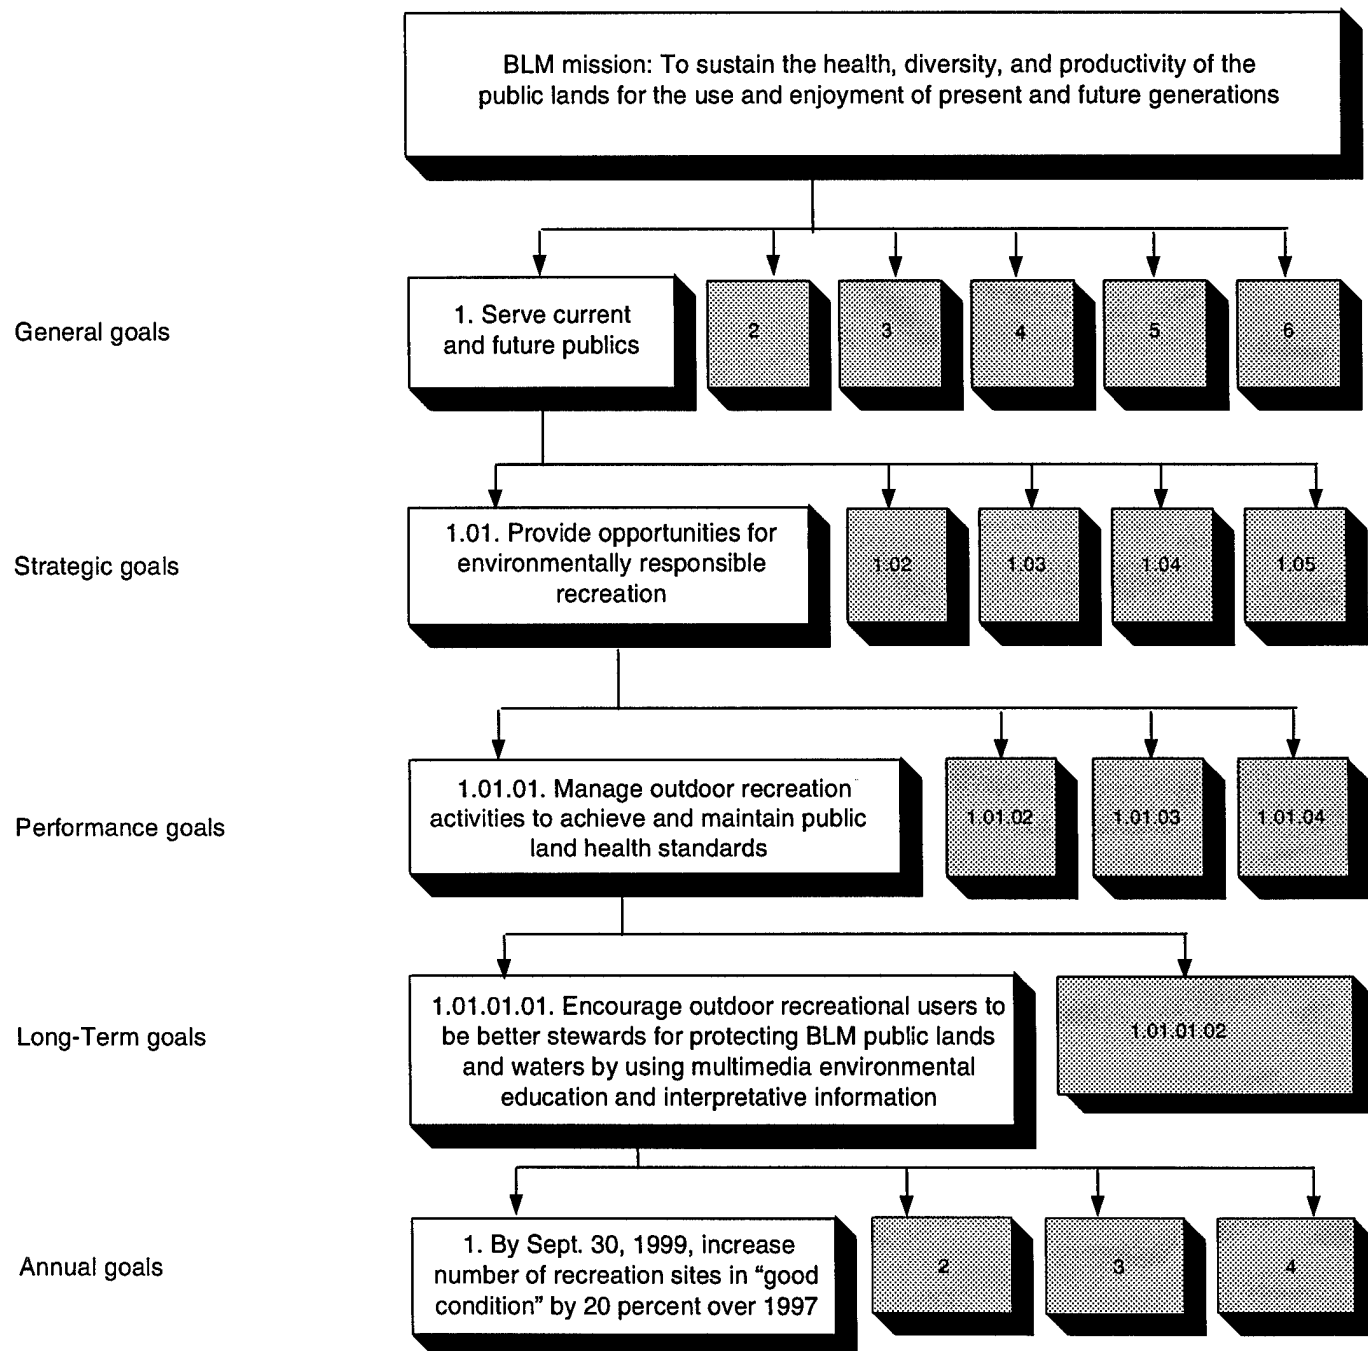 BLM mission: To sustain the health, diversity, and productivity of the
public lands for the use and enjoyment of present and future generations
General goals
1. Serve current
and future publics
2
3
4
5
6
Strategic goals
1.01. Provide opportunities for
environmentally responsible
recreation
1.02
1.03
1.04
1.05
Performance goals
1.01.01. Manage outdoor recreation
activities to achieve and maintain public
land health standards
1.01.02
1.01.03
1.01.04
Long-Term goals
1.01.01.01. Encourage outdoor recreational users to
be better stewards for protecting BLM public lands
and waters by using multimedia environmental
education and interpretative information
1.01.01.02
Annual goals
1. By Sept. 30, 1999, increase
number of recreation sites in “good
condition” by 20 percent over 1997
2
3
4